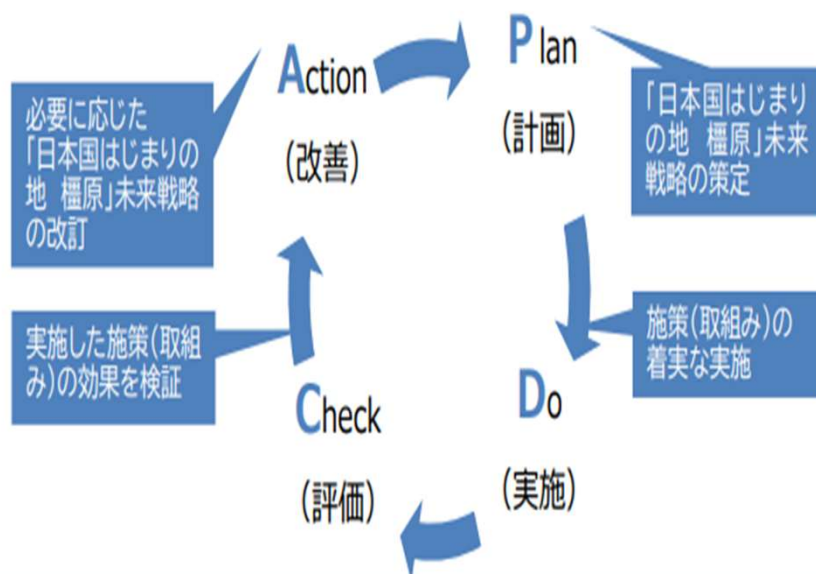 Action
(改善)
Plan
(計画)
必要に応じた
「日本国はじまりの
地　橿原」未来戦略
の改訂
「日本国はじまり
の地　橿原」未来
戦略の策定
実施した施策(取組
み)の効果を検証
施策(取組み)の
着実な実施
Check
(評価)
Do
(実施)